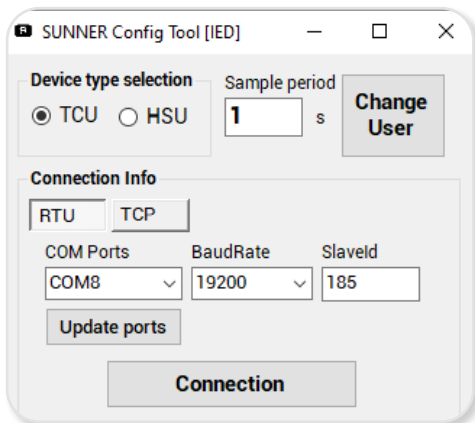 SUNNER Config Tool [IED]
Device type selection
TCU
HSU
Sample period
1
s
Change
User
Connection Info
RTU
TCP
COM Ports
BaudRate
SlaveId
COM8
19200
185
Update ports
Connection